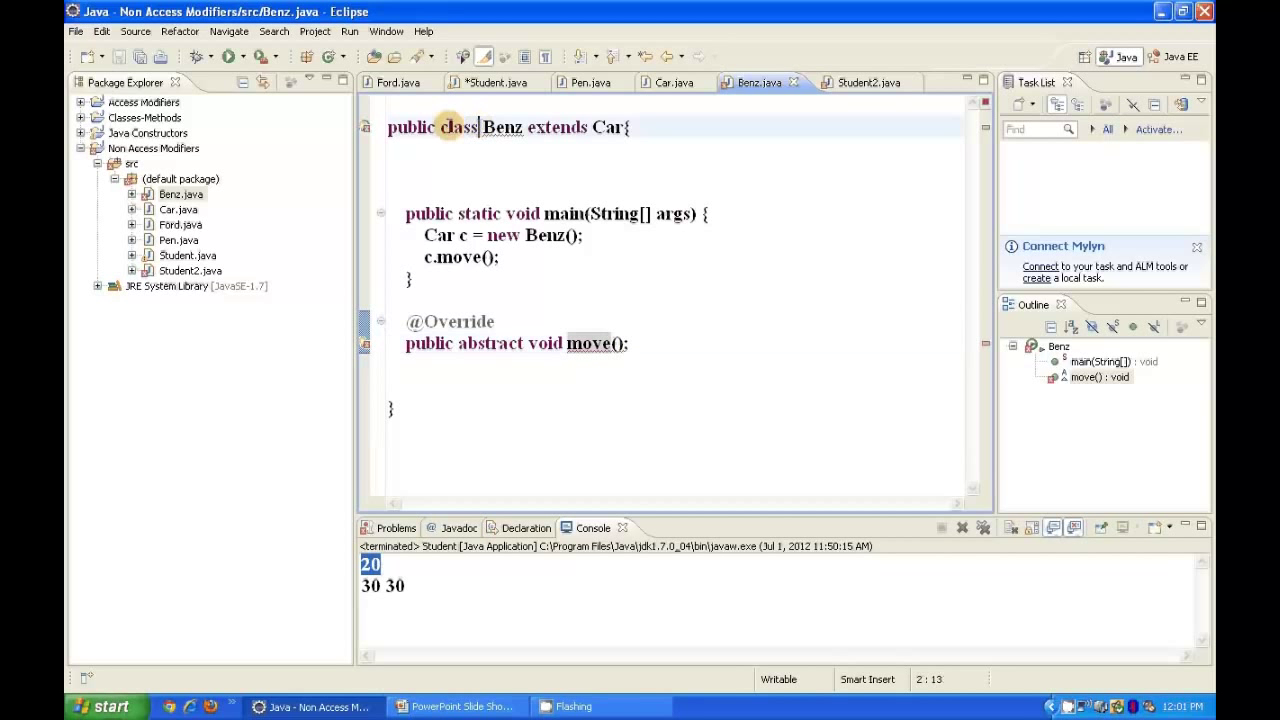 Java - Non Access Modifiers/src/Benz.java - Eclipse
File Edit Source Refactor Navigate Search Project Run Window Help
Java Java EE
Package Explorer
Ford.java *Student.java Pen.java Car.java Benz.java Student2.java
Task List
Access Modifiers
Classes-Methods
Java Constructors
Non Access Modifiers
src
(default package)
Benz.java
Car.java
Ford.java
Pen.java
Student.java
Student2.java
JRE System Library [JavaSE-1.7]
public class Benz extends Car{
public static void main(String[] args) {
Car c = new Benz();
c.move();
}
@Override
public abstract void move();
}
Find All Activate...
Connect Mylyn
Connect to your task and ALM tools or
create a local task.
Outline
Benz
main(String[]) : void
move() : void
Problems Javadoc Declaration Console
<terminated> Student [Java Application] C:\Program Files\Java\jdk1.7.0_04\bin\javaw.exe (Jul 1, 2012 11:50:15 AM)
20
30 30
Writable Smart Insert 2 : 13
start Java - Non Access M... PowerPoint Slide Sho... Flashing 12:01 PM